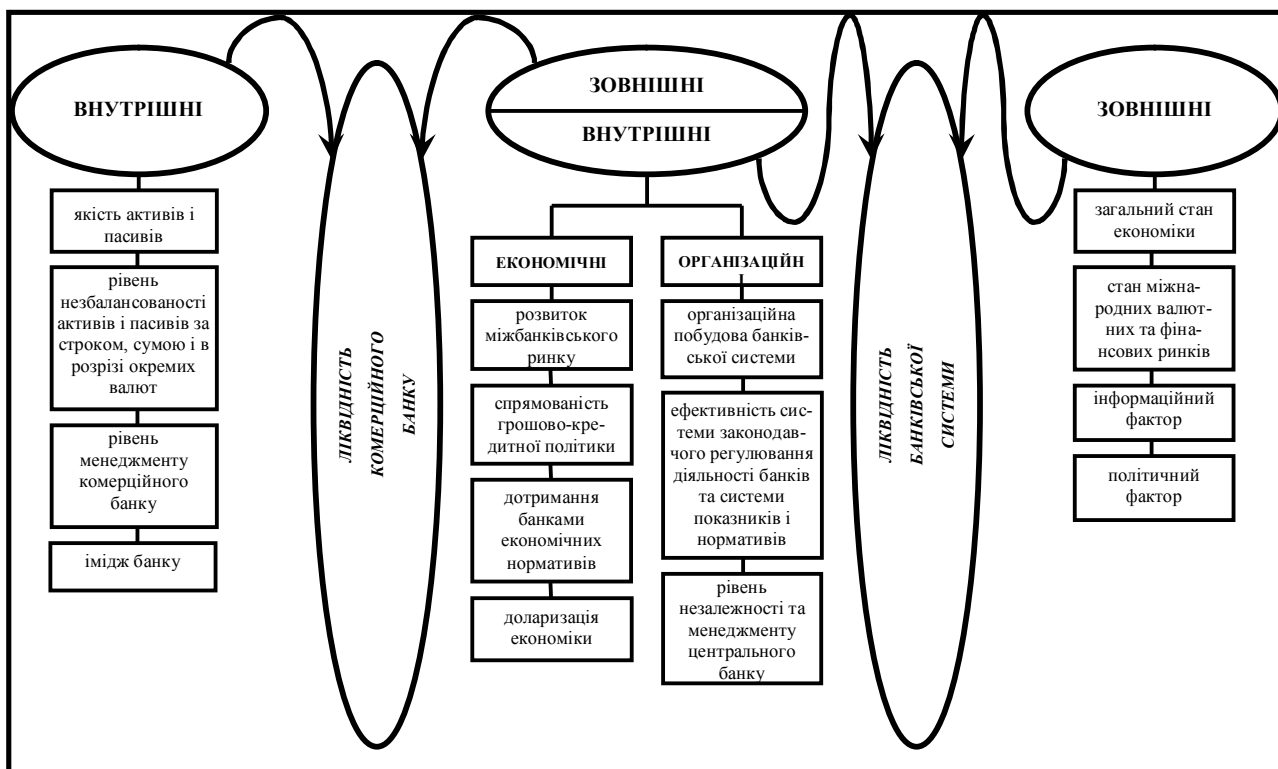 ВНУТРІШНІ
якість активів і
пасивів
рівень
незбалансованості
активів і пасивів за
строком, сумою і в
розрізі окремих
валют
рівень
менеджменту
комерційного
банку
імідж банку
ЛІКВІДНІСТЬ
КОМЕРЦІЙНОГО
БАНКУ
ЗОВНІШНІ
ВНУТРІШНІ
ЕКОНОМІЧНІ
розвиток
міжбанківського
ринку
спрямованість
грошово-кре-
дитної політики
дотримання
банками
економічних
нормативів
доларизація
економіки
ОРГАНІЗАЦІЙН
організаційна
побудова банків-
ської системи
ефективність сис-
теми законодав-
чого регулювання
діяльності банків
та системи
показників і
нормативів
рівень
незалежності та
менеджменту
центрального
банку
ЛІКВІДНІСТЬ
БАНКІВСЬКОЇ
СИСТЕМИ
ЗОВНІШНІ
загальний стан
економіки
стан міжна-
родних валют-
них та фіна-
нсових ринків
інформаційний
фактор
політичний
фактор